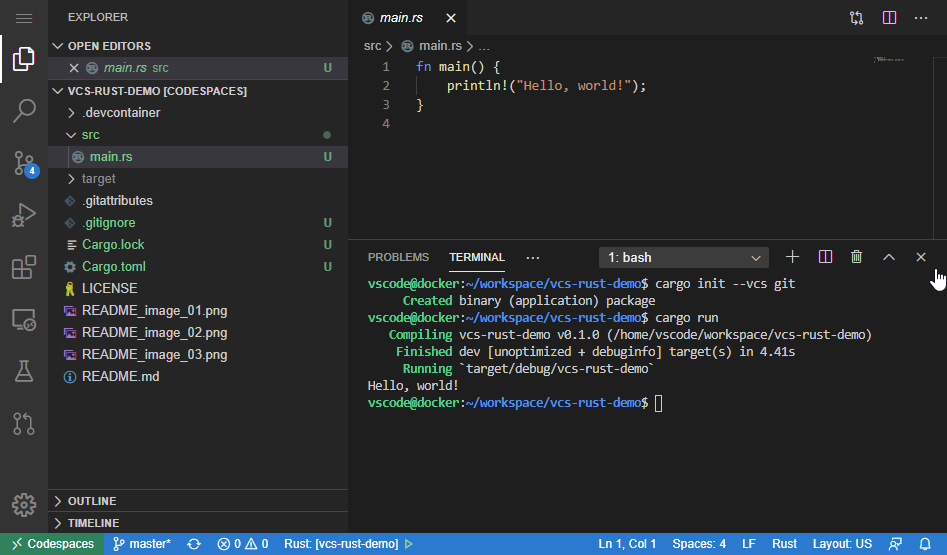 EXPLORER
OPEN EDITORS
main.rs src U
VCS-RUST-DEMO [CODESPACES]
.devcontainer
src
main.rs U
target
.gitattributes
.gitignore U
Cargo.lock U
Cargo.toml U
LICENSE
README_image_01.png
README_image_02.png
README_image_03.png
README.md
OUTLINE
TIMELINE
4
main.rs
src > main.rs > ...
1 fn main() {
2 println!("Hello, world!");
3 }
4
PROBLEMS TERMINAL ... 1: bash
vscode@docker:~/workspace/vcs-rust-demo$ cargo init --vcs git
Created binary (application) package
vscode@docker:~/workspace/vcs-rust-demo$ cargo run
Compiling vcs-rust-demo v0.1.0 (/home/vscode/workspace/vcs-rust-demo)
Finished dev [unoptimized + debuginfo] target(s) in 4.41s
Running `target/debug/vcs-rust-demo`
Hello, world!
vscode@docker:~/workspace/vcs-rust-demo$
Codespaces master* 0 0 Rust: [vcs-rust-demo] Ln 1, Col 1 Spaces: 4 LF Rust Layout: US